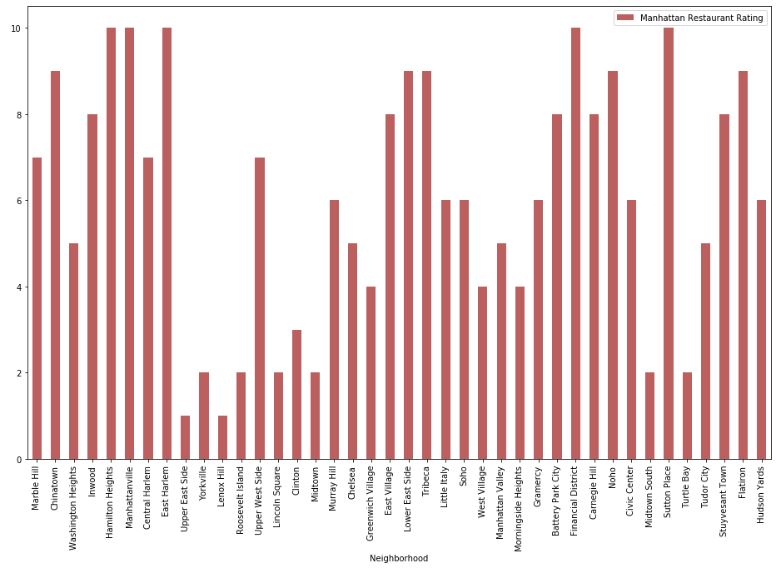 Manhattan Restaurant Rating
10
8
6
4
2
0
Marble Hill
Chinatown
Washington Heights
Inwood
Hamilton Heights
Manhattanville
Central Harlem
East Harlem
Upper East Side
Yorkville
Lenox Hill
Roosevelt Island
Upper West Side
Lincoln Square
Clinton
Midtown
Murray Hill
Chelsea
Greenwich Village
East Village
Lower East Side
Tribeca
Little Italy
Soho
West Village
Manhattan Valley
Morningside Heights
Gramercy
Battery Park City
Financial District
Carnegie Hill
Noho
Civic Center
Midtown South
Sutton Place
Turtle Bay
Tudor City
Stuyvesant Town
Flatiron
Hudson Yards
Neighborhood